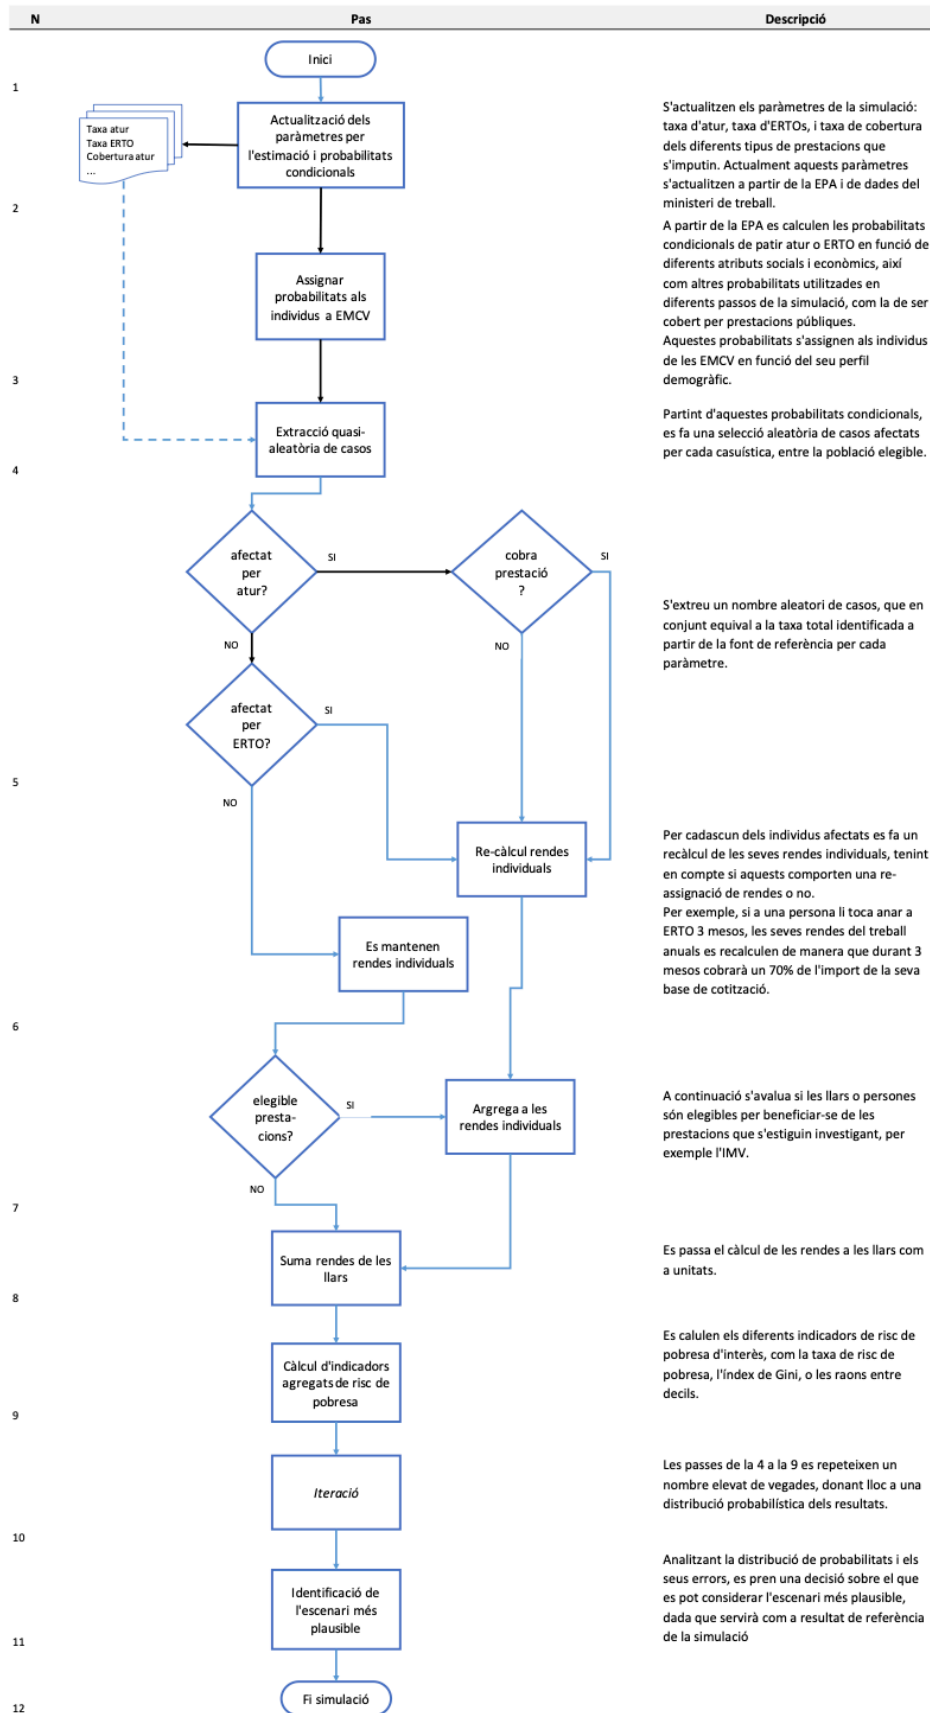 N Pas Descripció
Inici
1
Taxa atur
Taxa ERTO
Cobertura atur
...
Actualització dels
paràmetres per
l'estimació i probabilitats
condicionals
S'actualitzen els paràmetres de la simulació:
taxa d'atur, taxa d'ERTOs, i taxa de cobertura
dels diferents tipus de prestacions que
s'imputin. Actualment aquests paràmetres
s'actualitzen a partir de la EPA i de dades del
ministeri de treball.
2
Assignar
probabilitats als
individus a EMCV
A partir de la EPA es calculen les probabilitats
condicionals de patir atur o ERTO en funció de
diferents atributs socials i econòmics, així
com altres probabilitats utilitzades en
diferents passos de la simulació, com la de ser
cobert per prestacions públiques.
Aquestes probabilitats s'assignen als individus
de les EMCV en funció del seu perfil
demogràfic.
3
Extracció quasi-
aleatòria de casos
Partint d'aquestes probabilitats condicionals,
es fa una selecció aleatòria de casos afectats
per cada casuística, entre la població elegible.
4
afectat
per
atur?
SI
cobra
prestació
?
SI
NO
NO
S'extreu un nombre aleatori de casos, que en
conjunt equival a la taxa total identificada a
partir de la font de referència per cada
paràmetre.
afectat
per
ERTO?
SI
NO
5
Re-càlcul rendes
individuals
Per cadascun dels individus afectats es fa un
recàlcul de les seves rendes individuals, tenint
en compte si aquests comporten una re-
assignació de rendes o no.
Per exemple, si a una persona li toca anar a
ERTO 3 mesos, les seves rendes del treball
anuals es recalculen de manera que durant 3
mesos cobrarà un 70% de l'import de la seva
base de cotització.
Es mantenen
rendes individuals
6
elegible
presta-
cions?
SI
NO
Argrega a les
rendes individuals
A continuació s'avalua si les llars o persones
són elegibles per beneficiar-se de les
prestacions que s'estiguin investigant, per
exemple l'IMV.
7
Suma rendes de les
llars
Es passa el càlcul de les rendes a les llars com
a unitats.
8
Càlcul d'indicadors
agregats de risc de
pobresa
Es calulen els diferents indicadors de risc de
pobresa d'interès, com la taxa de risc de
pobresa, l'índex de Gini, o les raons entre
decils.
9
Iteració
Les passes de la 4 a la 9 es repeteixen un
nombre elevat de vegades, donant lloc a una
distribució probabilística dels resultats.
10
Identificació de
l'escenari més
plausible
Analitzant la distribució de probabilitats i els
seus errors, es pren una decisió sobre el que
es pot considerar l'escenari més plausible,
dada que servirà com a resultat de referència
de la simulació
11
Fi simulació
12